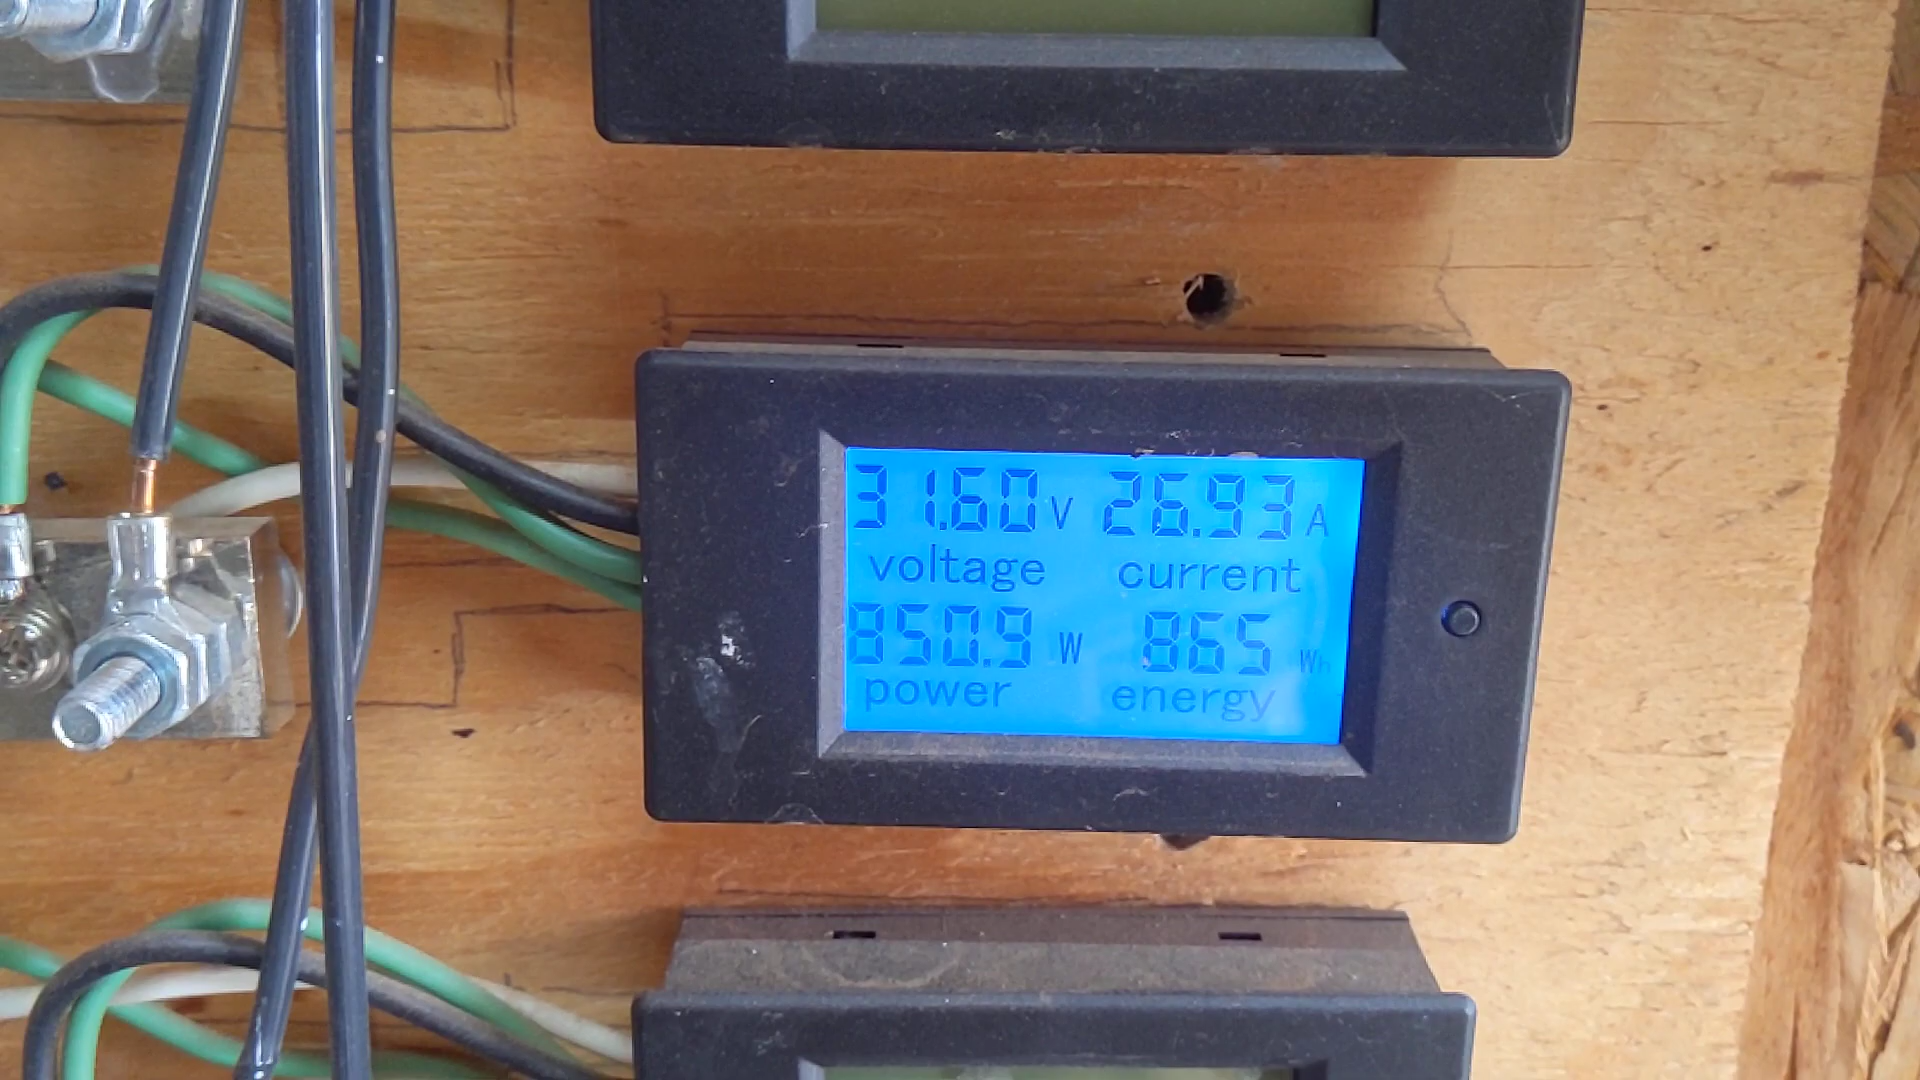 31.60 V 26.93 A
voltage current
850.9 W 865 Wh
power energy